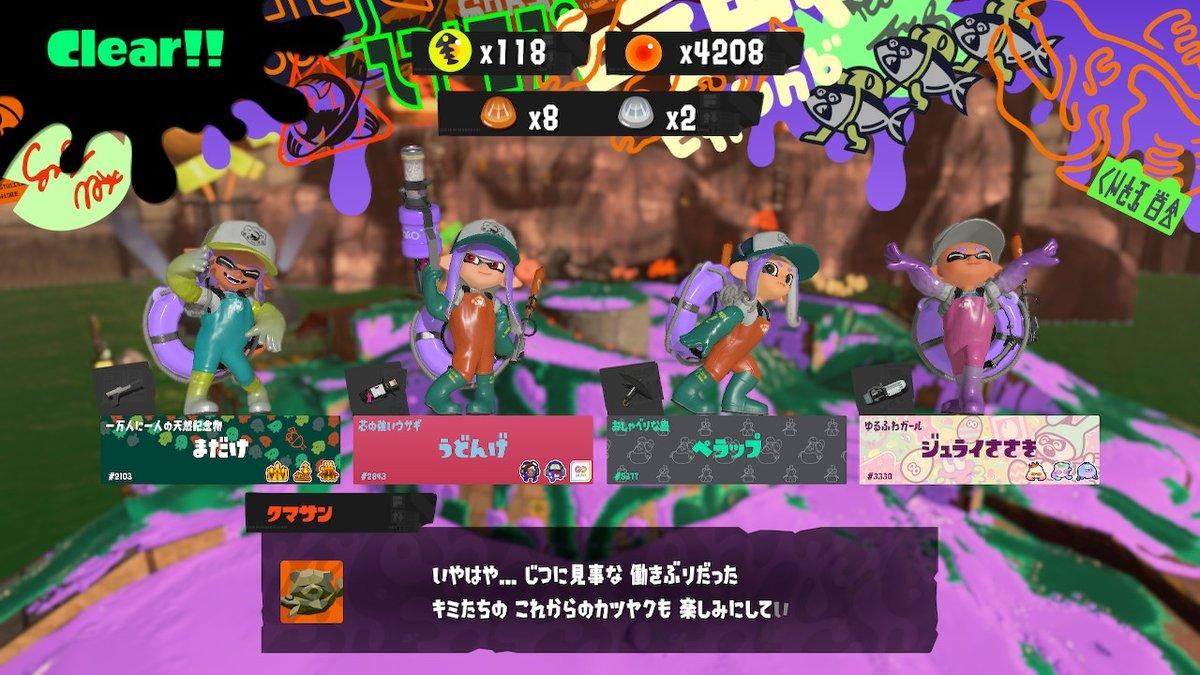 Clear!!
x118
x4208
x8
x2
一万人に一人の天然記念物
まだけ
#2103
芯の強いウサギ
うどんげ
#2843
おしゃべりな鳥
ペラップ
#5277
ゆるふわガール
ジュライささき
#3330
クマサン
いやはや… じつに見事な 働きぶりだった
キミたちの これからのカツヤクも 楽しみにしてい